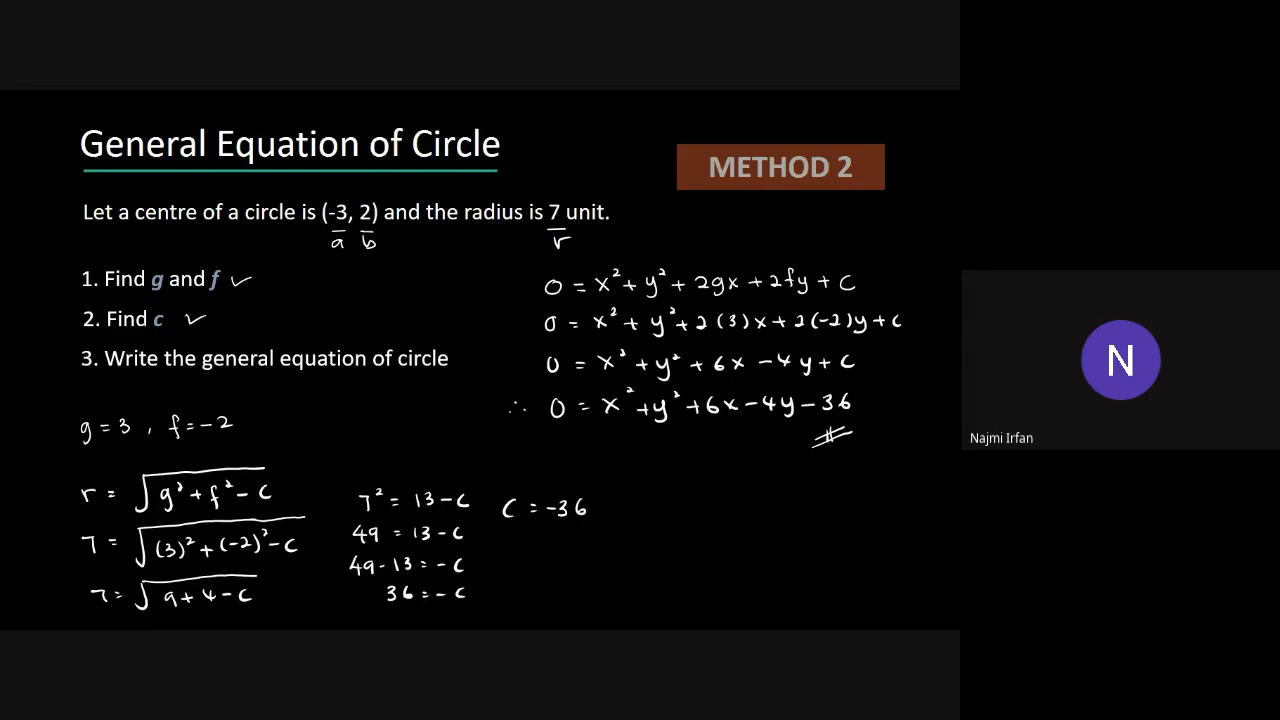 General Equation of Circle
METHOD 2
Let a centre of a circle is (-3, 2) and the radius is 7 unit.
a b r
1. Find g and f ✓
2. Find c ✓
3. Write the general equation of circle
g = 3 , f = -2
r = √g² + f² - c
7 = √(3)² + (-2)² - c
7 = √9 + 4 - c
7² = 13 - c
49 = 13 - c
49 - 13 = - c
36 = - c
c = -36
0 = x² + y² + 2gx + 2fy + c
0 = x² + y² + 2(3)x + 2(-2)y + c
0 = x² + y² + 6x - 4y + c
∴ 0 = x² + y² + 6x - 4y - 36
N
Najmi Irfan